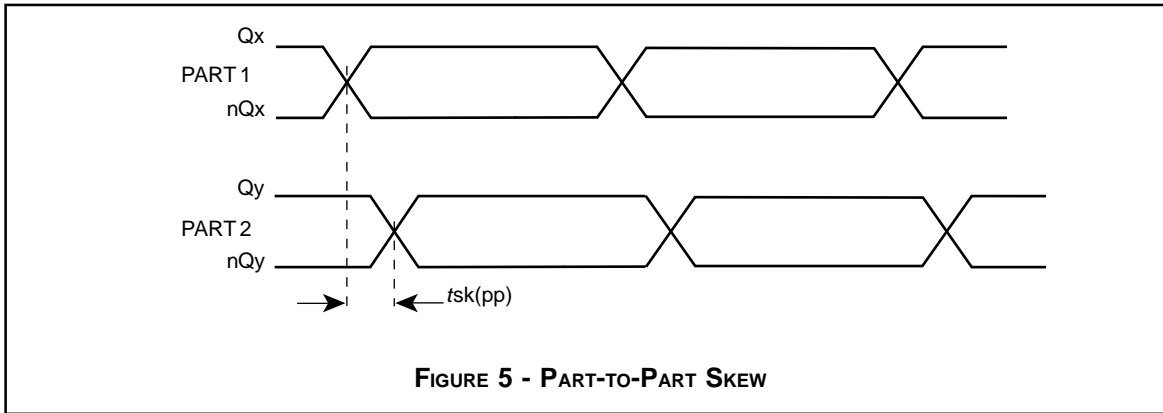 Qx
PART 1
nQx
Qy
PART 2
nQy
tsk(pp)
FIGURE 5 - PART-TO-PART SKEW